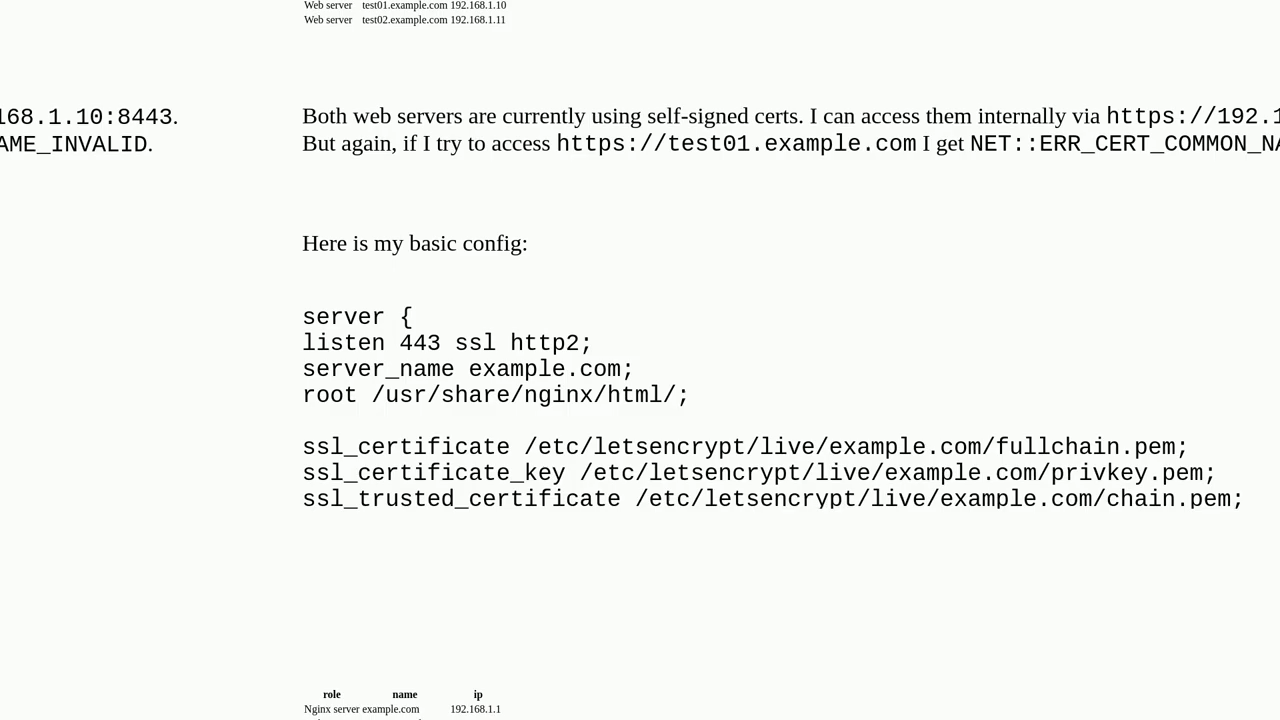 Web server test01.example.com 192.168.1.10
Web server test02.example.com 192.168.1.11
168.1.10:8443.
AME_INVALID.
Both web servers are currently using self-signed certs. I can access them internally via https://192.1
But again, if I try to access https://test01.example.com I get NET::ERR_CERT_COMMON_NA
Here is my basic config:
server {
listen 443 ssl http2;
server_name example.com;
root /usr/share/nginx/html/;
ssl_certificate /etc/letsencrypt/live/example.com/fullchain.pem;
ssl_certificate_key /etc/letsencrypt/live/example.com/privkey.pem;
ssl_trusted_certificate /etc/letsencrypt/live/example.com/chain.pem;
role name ip
Nginx server example.com 192.168.1.1